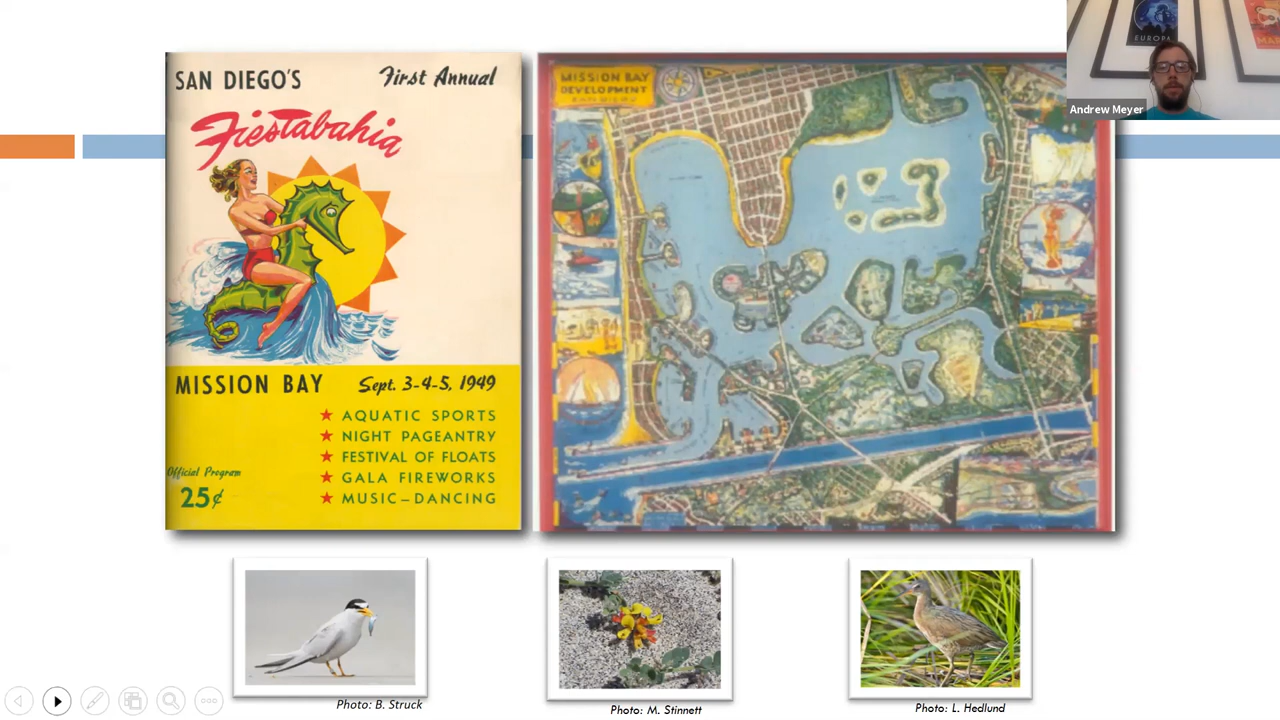 SAN DIEGO'S
First Annual
Fiestabahia
MISSION BAY
Sept. 3-4-5, 1949
★ AQUATIC SPORTS
★ NIGHT PAGEANTRY
★ FESTIVAL OF FLOATS
★ GALA FIREWORKS
★ MUSIC-DANCING
Official Program
25¢
MISSION BAY
DEVELOPMENT
SAN DIEGO
EUROPA
Andrew Meyer
Photo: B. Struck
Photo: M. Stinnett
Photo: L. Hedlund